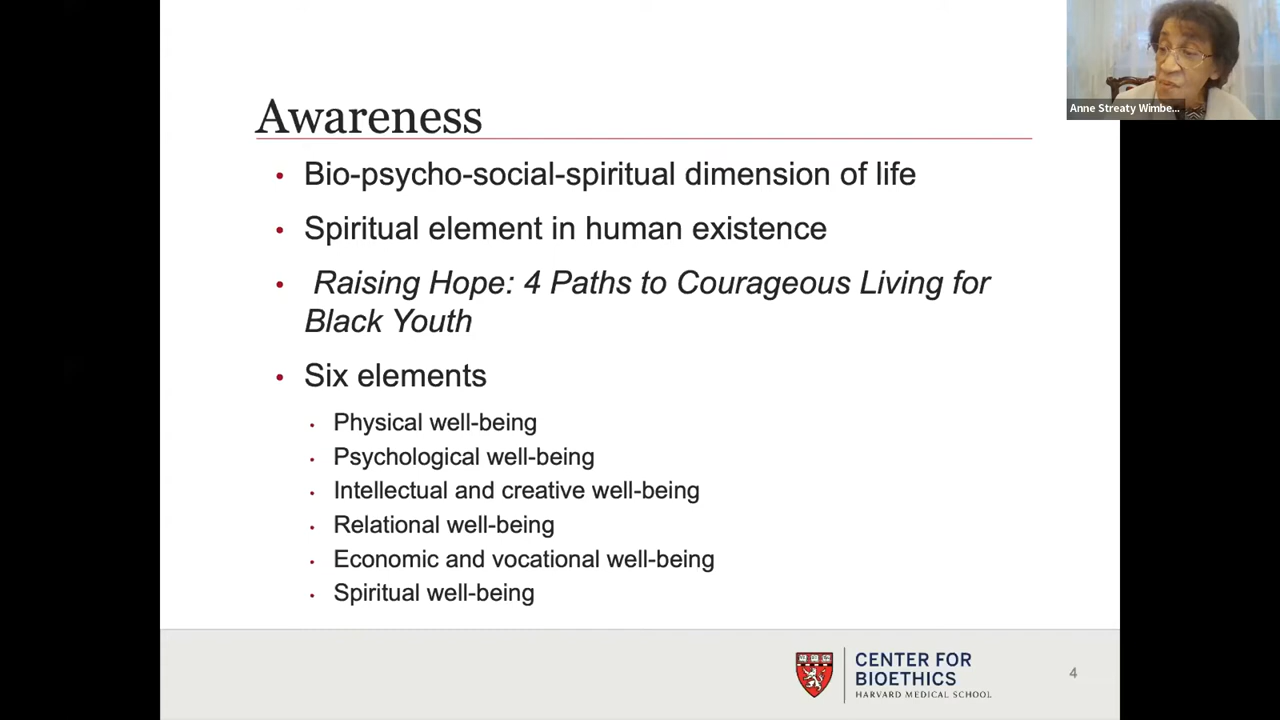 Anne Streaty Wimbe...
Awareness
• Bio-psycho-social-spiritual dimension of life
• Spiritual element in human existence
• Raising Hope: 4 Paths to Courageous Living for
Black Youth
• Six elements
• Physical well-being
• Psychological well-being
• Intellectual and creative well-being
• Relational well-being
• Economic and vocational well-being
• Spiritual well-being
CENTER FOR
BIOETHICS
HARVARD MEDICAL SCHOOL
4